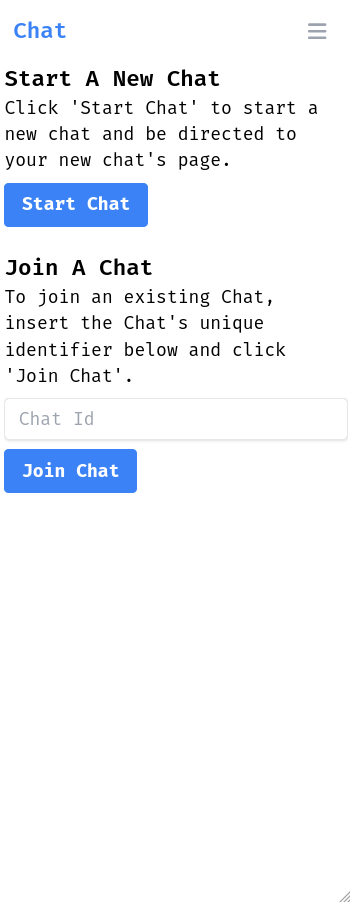 Chat
Start A New Chat
Click 'Start Chat' to start a
new chat and be directed to
your new chat's page.
Start Chat
Join A Chat
To join an existing Chat,
insert the Chat's unique
identifier below and click
'Join Chat'.
Chat Id
Join Chat